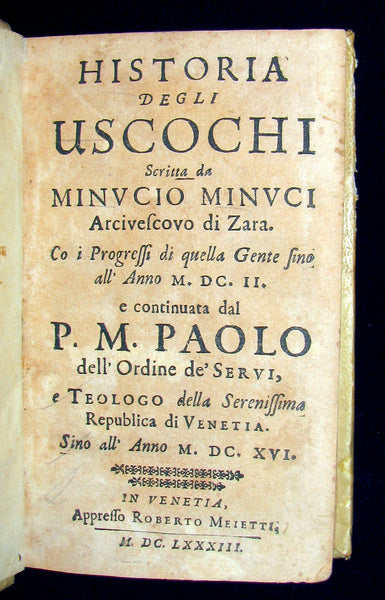 HISTORIA
DEGLI
USCOCHI
Scritta da
MINVCIO MINVCI
Arciveſcovo di Zara.
Co i Progreſſi di quella Gente ſino
all' Anno M. DC. II.
e continuata dal
P. M. PAOLO
dell' Ordine de' SERVI,
e TEOLOGO della Sereniſſima
Republica di VENETIA.
Sino all' Anno M. DC. XVI.
IN VENETIA,
Appreſſo ROBERTO MEIETTI,
M. DC. LXXXIII.